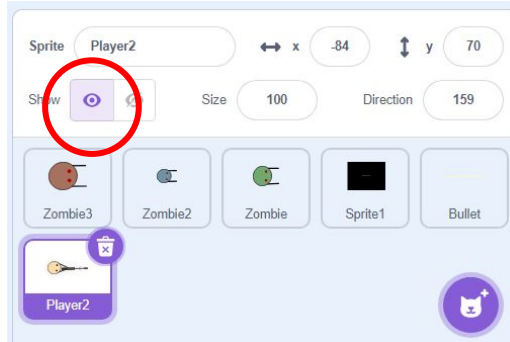 Sprite Player2 x -84 y 70
Show Size 100 Direction 159
Zombie3 Zombie2 Zombie Sprite1 Bullet
Player2